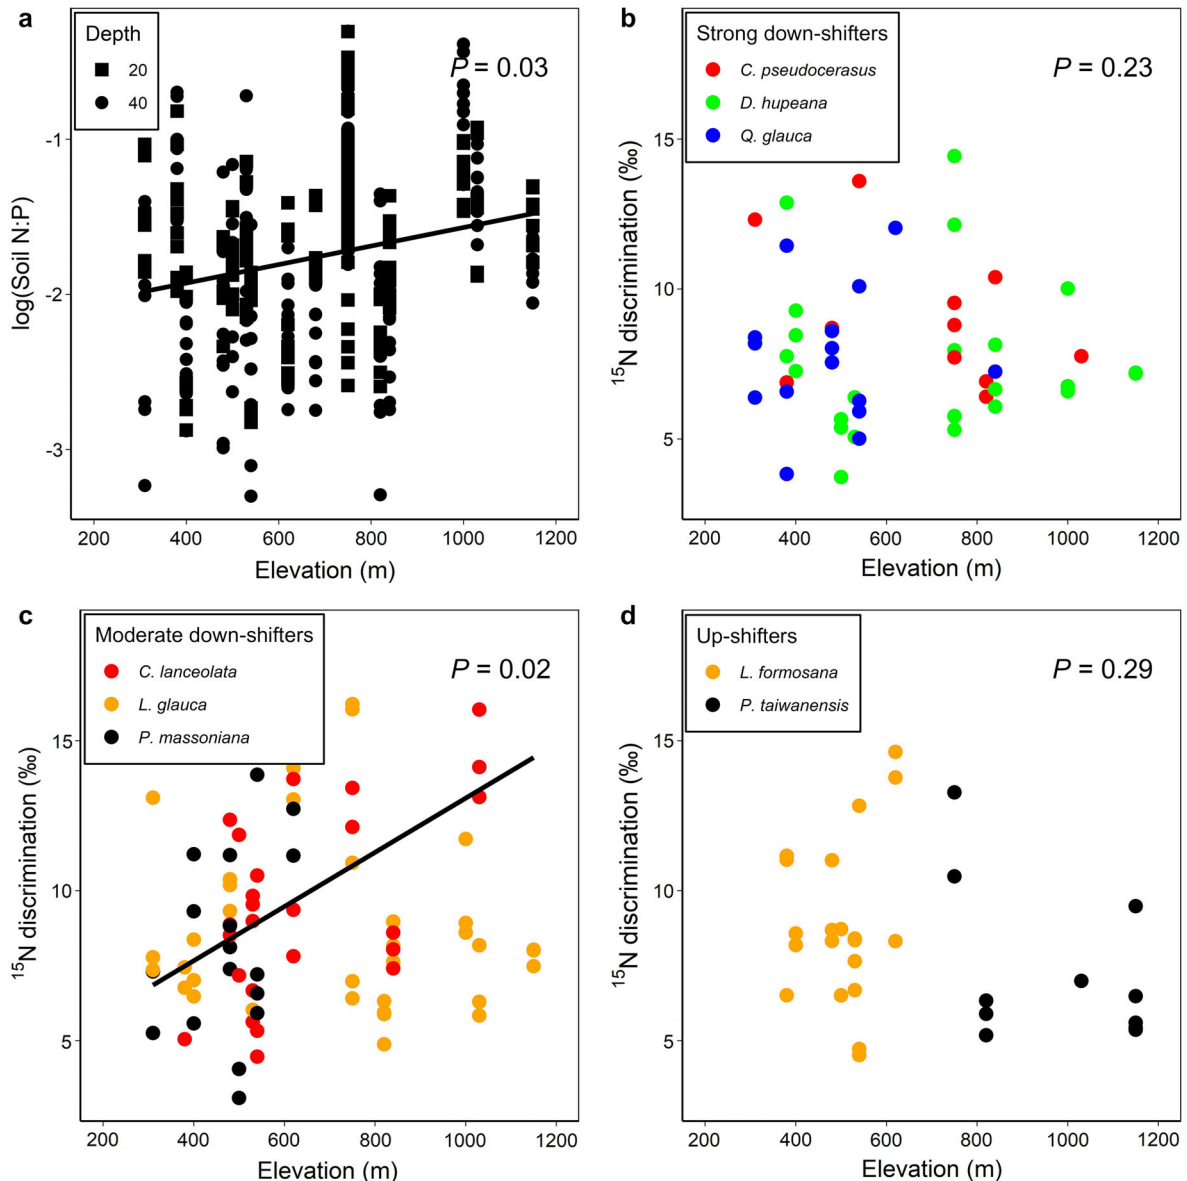 a
Depth
20
40
P = 0.03
-1
-2
-3
log(Soil N:P)
200 400 600 800 1000 1200
Elevation (m)
b
Strong down-shifters
C. pseudocerasus
D. hupeana
Q. glauca
P = 0.23
15
10
5
15N discrimination (‰)
200 400 600 800 1000 1200
Elevation (m)
c
Moderate down-shifters
C. lanceolata
L. glauca
P. massoniana
P = 0.02
15
10
5
15N discrimination (‰)
200 400 600 800 1000 1200
Elevation (m)
d
Up-shifters
L. formosana
P. taiwanensis
P = 0.29
15
10
5
15N discrimination (‰)
200 400 600 800 1000 1200
Elevation (m)